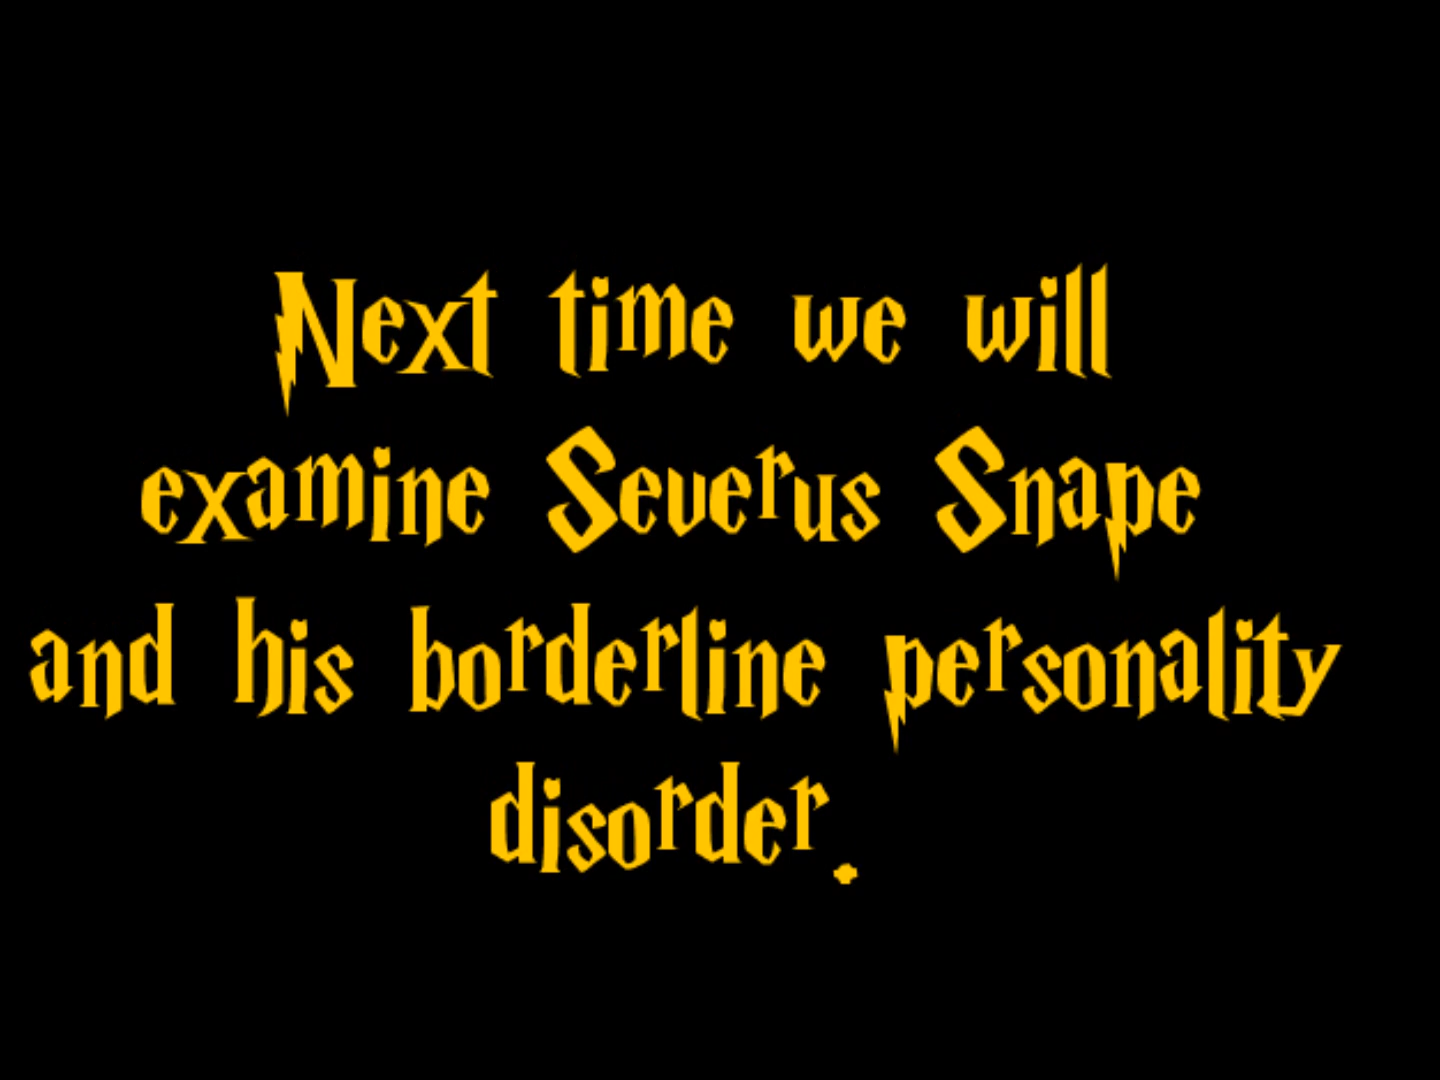 Next time we will
examine Severus Snape
and his borderline personality
disorder.